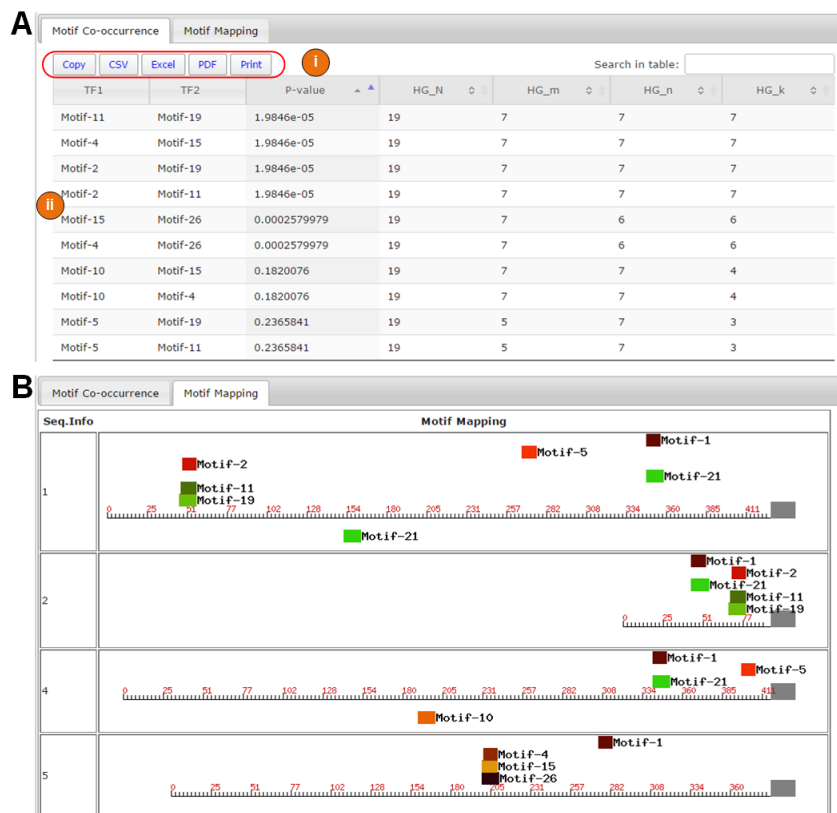 A
Motif Co-occurrence Motif Mapping
Copy CSV Excel PDF Print i Search in table:
TF1 TF2 P-value HG_N HG_m HG_n HG_k
Motif-11 Motif-19 1.9846e-05 19 7 7 7
Motif-4 Motif-15 1.9846e-05 19 7 7 7
Motif-2 Motif-19 1.9846e-05 19 7 7 7
Motif-2 Motif-11 1.9846e-05 19 7 7 7
ii
Motif-15 Motif-26 0.0002579979 19 7 6 6
Motif-4 Motif-26 0.0002579979 19 7 6 6
Motif-10 Motif-15 0.1820076 19 7 7 4
Motif-10 Motif-4 0.1820076 19 7 7 4
Motif-5 Motif-19 0.2365841 19 5 7 3
Motif-5 Motif-11 0.2365841 19 5 7 3
B
Motif Co-occurrence Motif Mapping
Seq.Info Motif Mapping
1
Motif-1
Motif-5
Motif-2
Motif-21
Motif-11
Motif-19
0 25 51 77 102 128 154 180 205 231 257 282 308 334 360 385 411
Motif-21
2
Motif-1
Motif-2
Motif-21
Motif-11
Motif-19
0 25 51 77
4
Motif-1
Motif-5
Motif-21
0 25 51 77 102 128 154 180 205 231 257 282 308 334 360 385 411
Motif-10
5
Motif-1
Motif-4
Motif-15
Motif-26
0 25 51 77 102 128 154 180 205 231 257 282 308 334 360